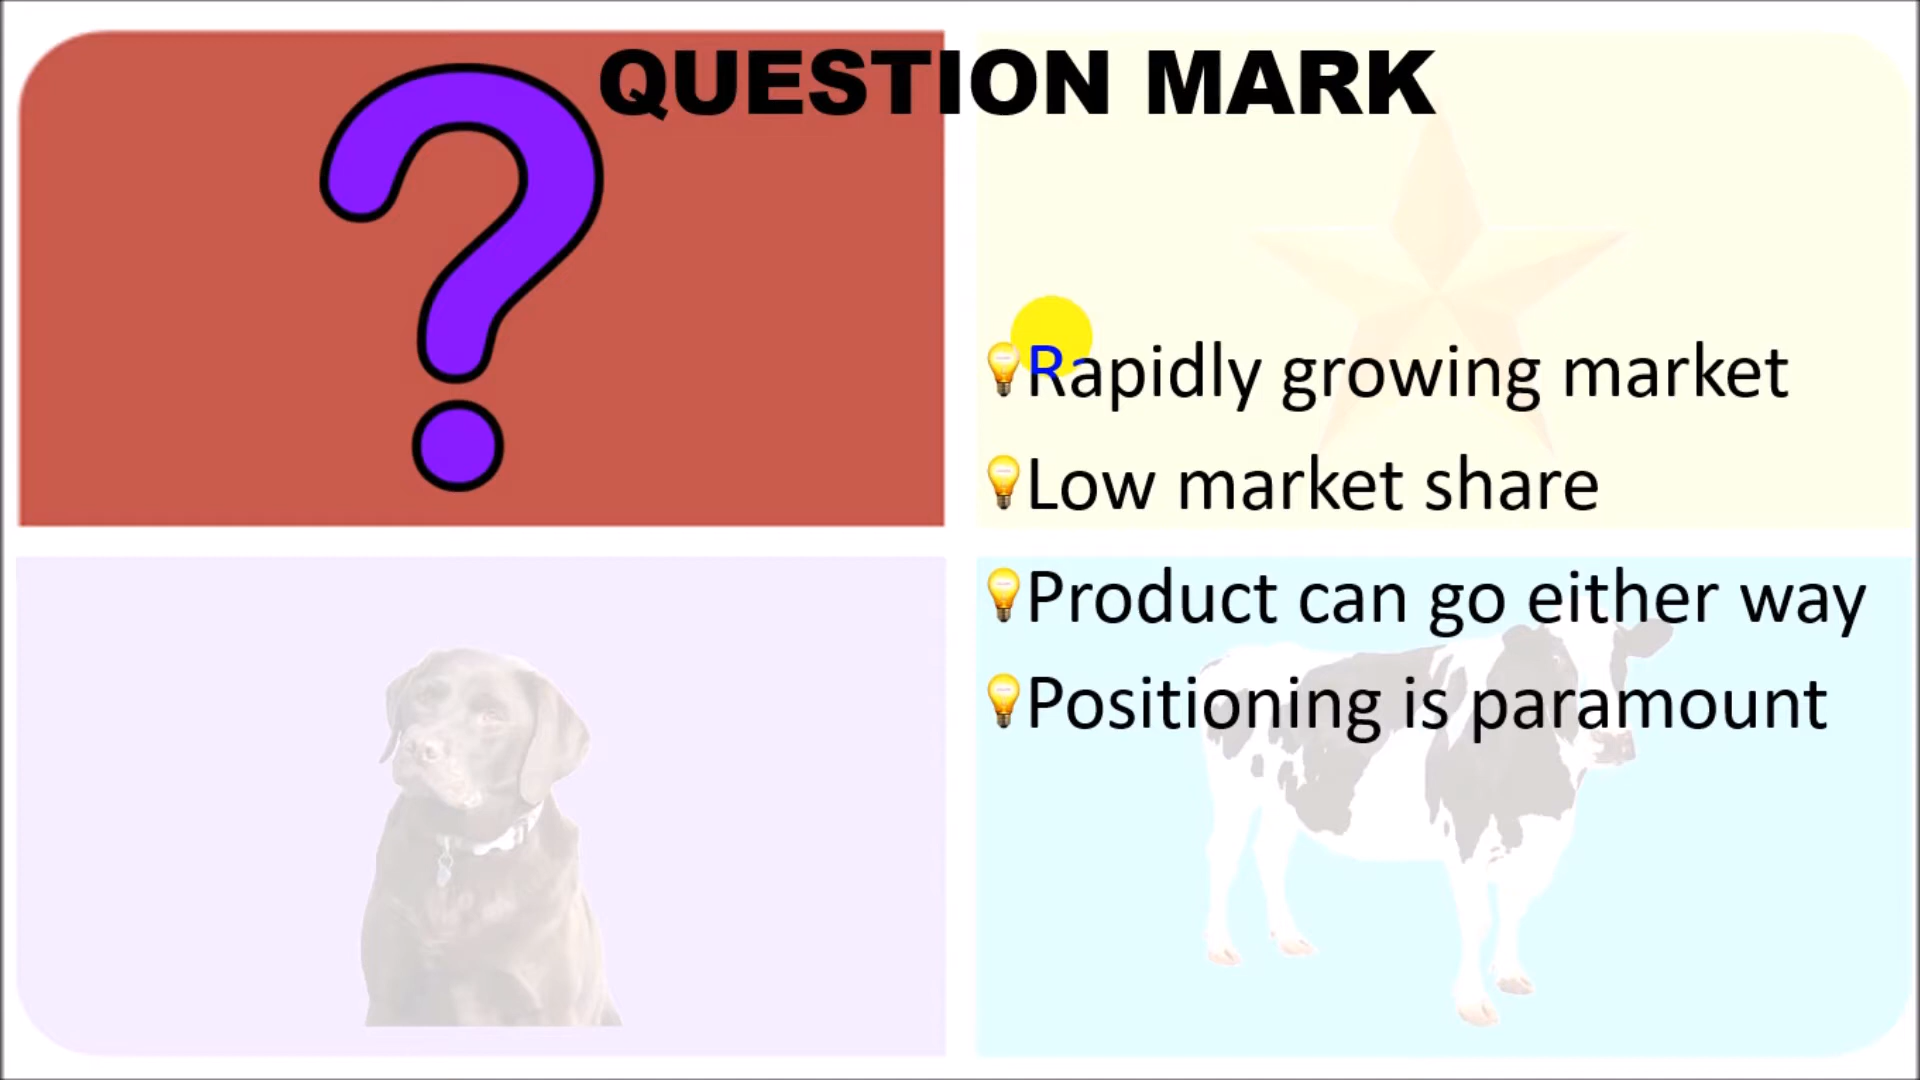 QUESTION MARK
Rapidly growing market
Low market share
Product can go either way
Positioning is paramount